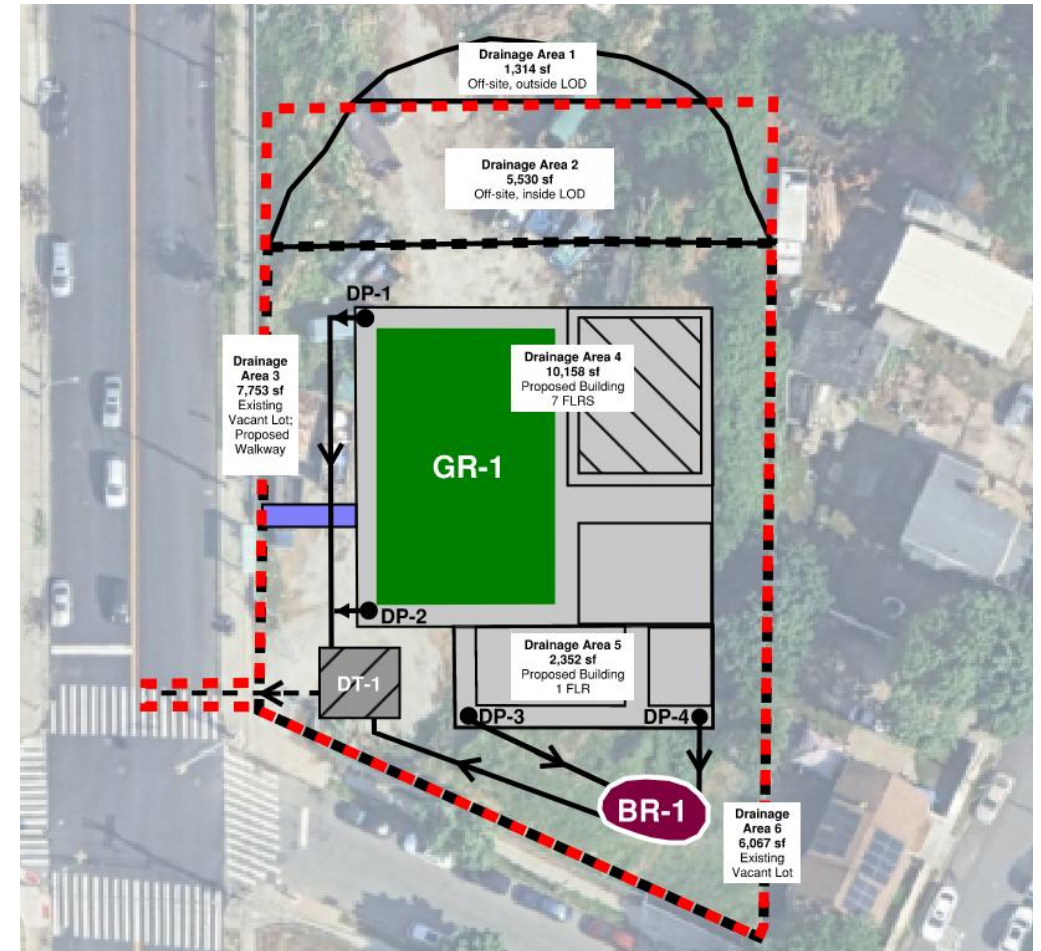 Drainage Area 1
1,314 sf
Off-site, outside LOD
Drainage Area 2
5,530 sf
Off-site, inside LOD
DP-1
Drainage
Area 3
7,753 sf
Existing
Vacant Lot;
Proposed
Walkway
Drainage Area 4
10,158 sf
Proposed Building
7 FLRS
GR-1
DP-2
Drainage Area 5
2,352 sf
Proposed Building
1 FLR
DT-1
DP-3
DP-4
BR-1
Drainage
Area 6
6,067 sf
Existing
Vacant Lot